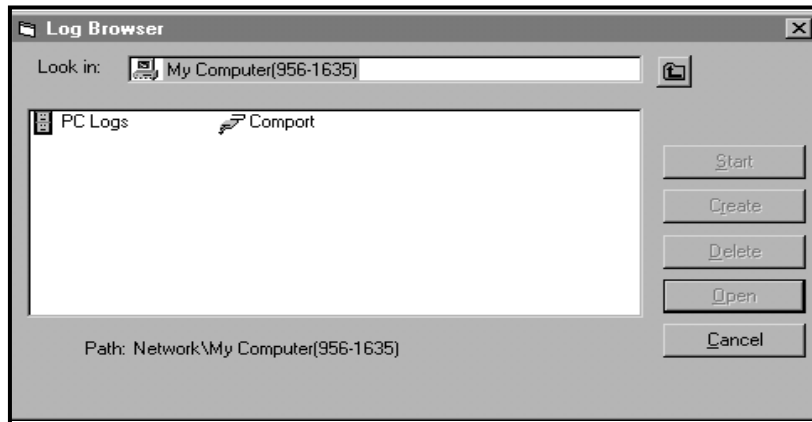 Log Browser
Look in: My Computer(956-1635)
PC Logs Comport
Start
Create
Delete
Open
Cancel
Path: Network\My Computer(956-1635)